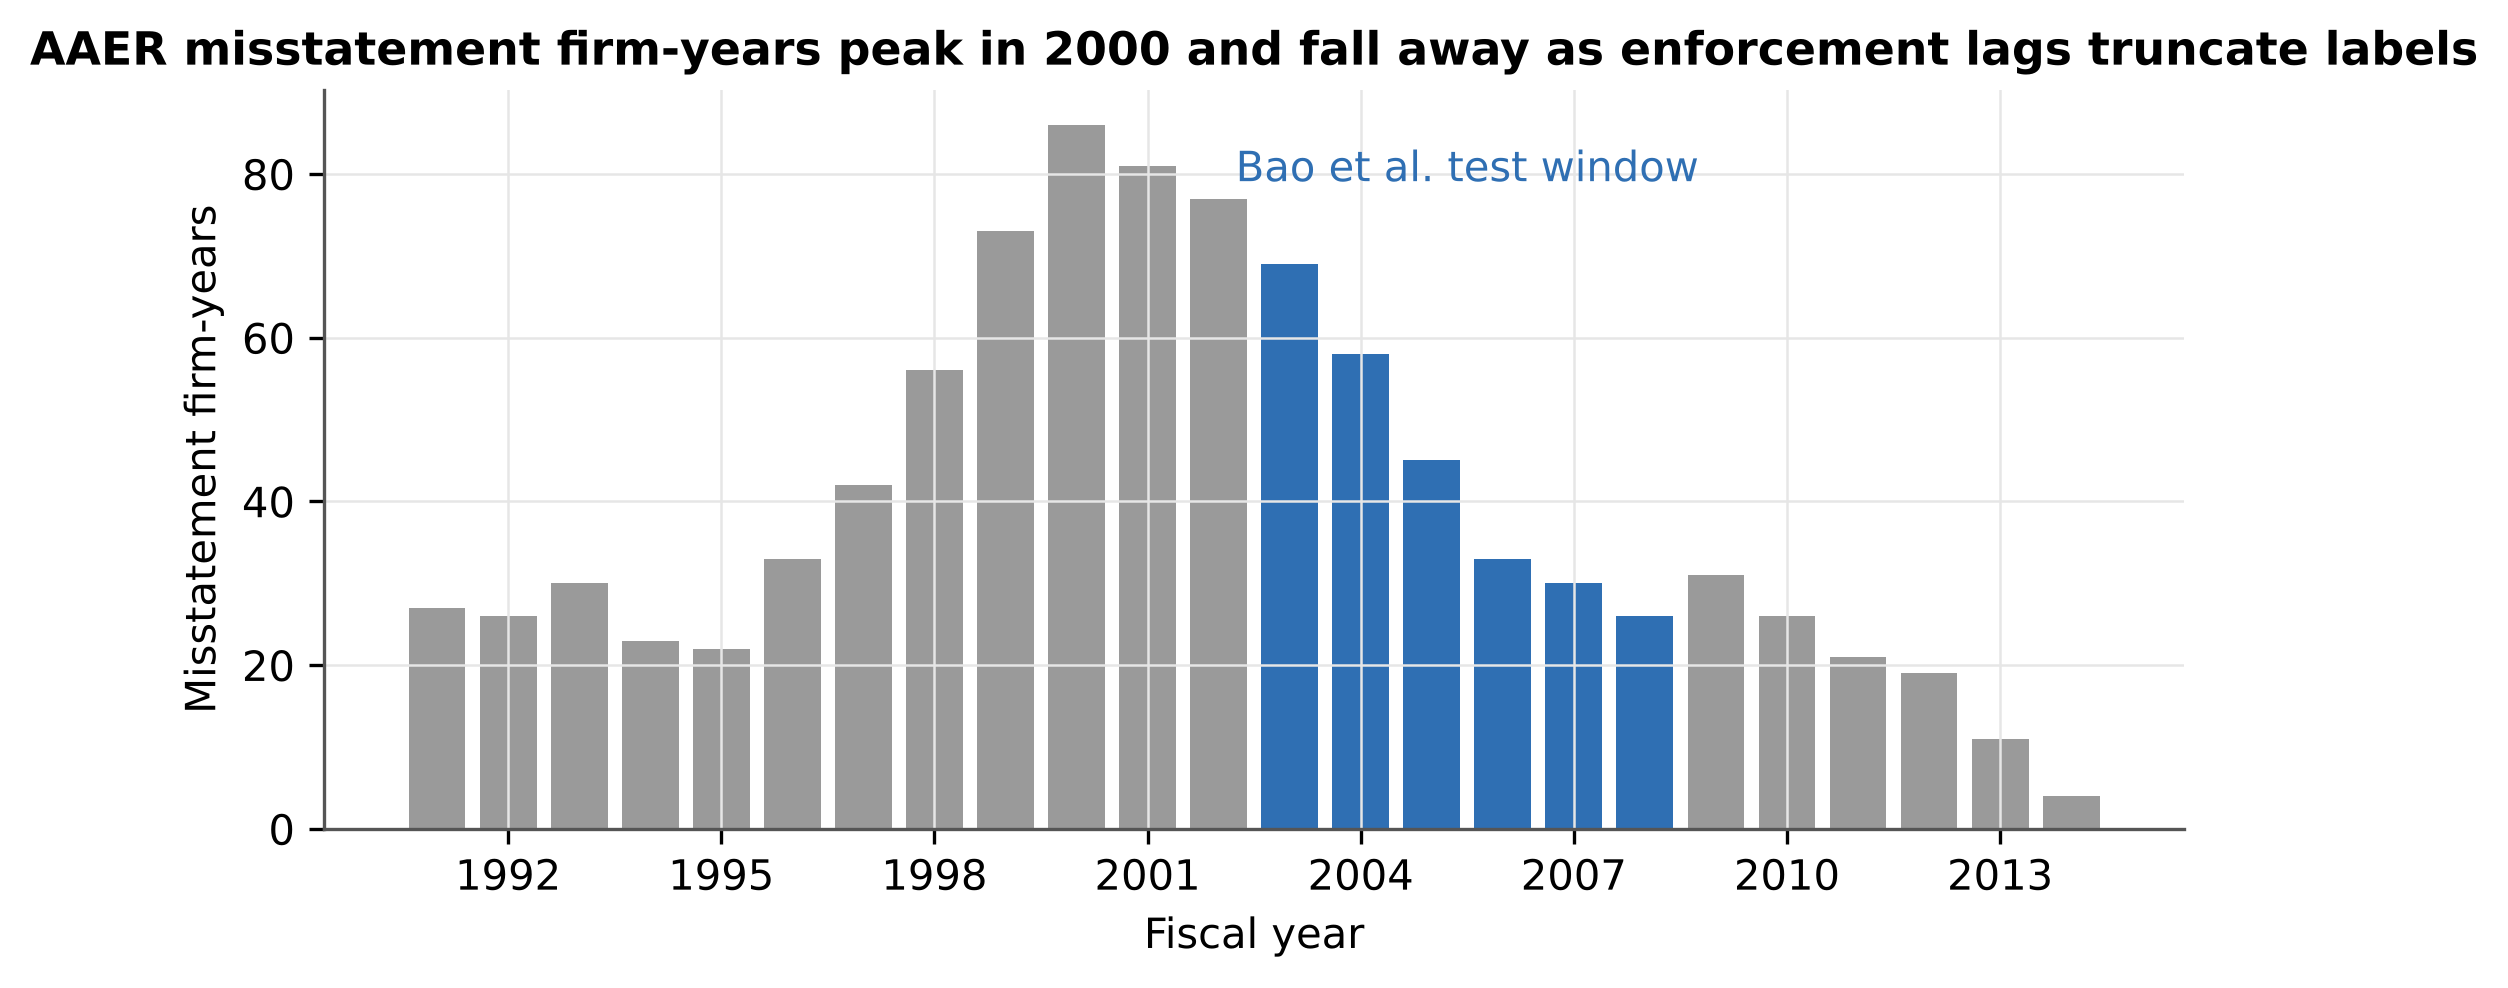 AAER misstatement firm-years peak in 2000 and fall away as enforcement lags truncate labels
Bao et al. test window
Misstatement firm-years
80
60
40
20
0
1992 1995 1998 2001 2004 2007 2010 2013
Fiscal year